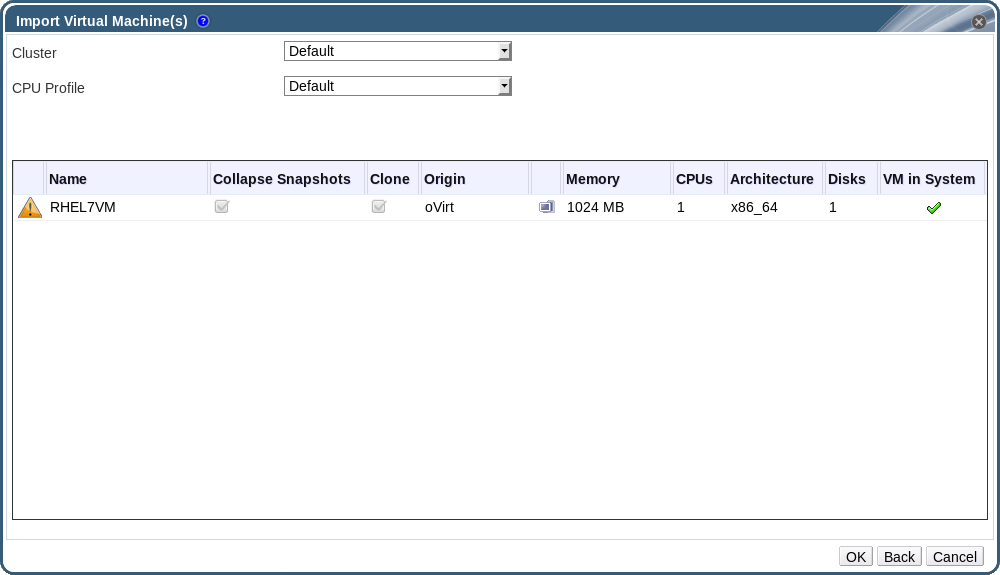 Import Virtual Machine(s) ?
Cluster Default
CPU Profile Default
Name Collapse Snapshots Clone Origin Memory CPUs Architecture Disks VM in System
RHEL7VM oVirt 1024 MB 1 x86_64 1
OK Back Cancel